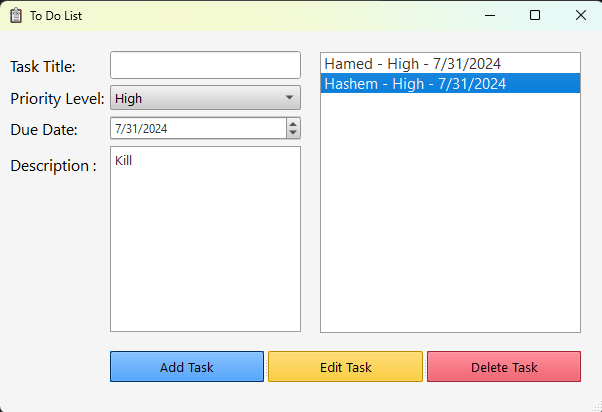 To Do List
Task Title:
Priority Level: High
Due Date: 7/31/2024
Description : Kill
Hamed - High - 7/31/2024
Hashem - High - 7/31/2024
Add Task Edit Task Delete Task